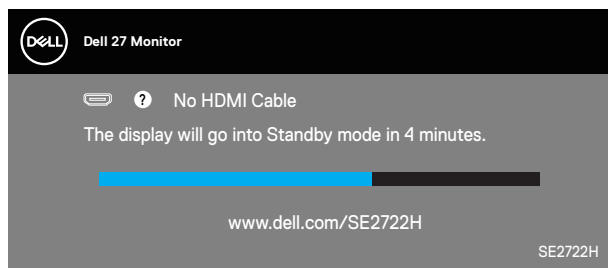 DELL
Dell 27 Monitor
? No HDMI Cable
The display will go into Standby mode in 4 minutes.
www.dell.com/SE2722H
SE2722H